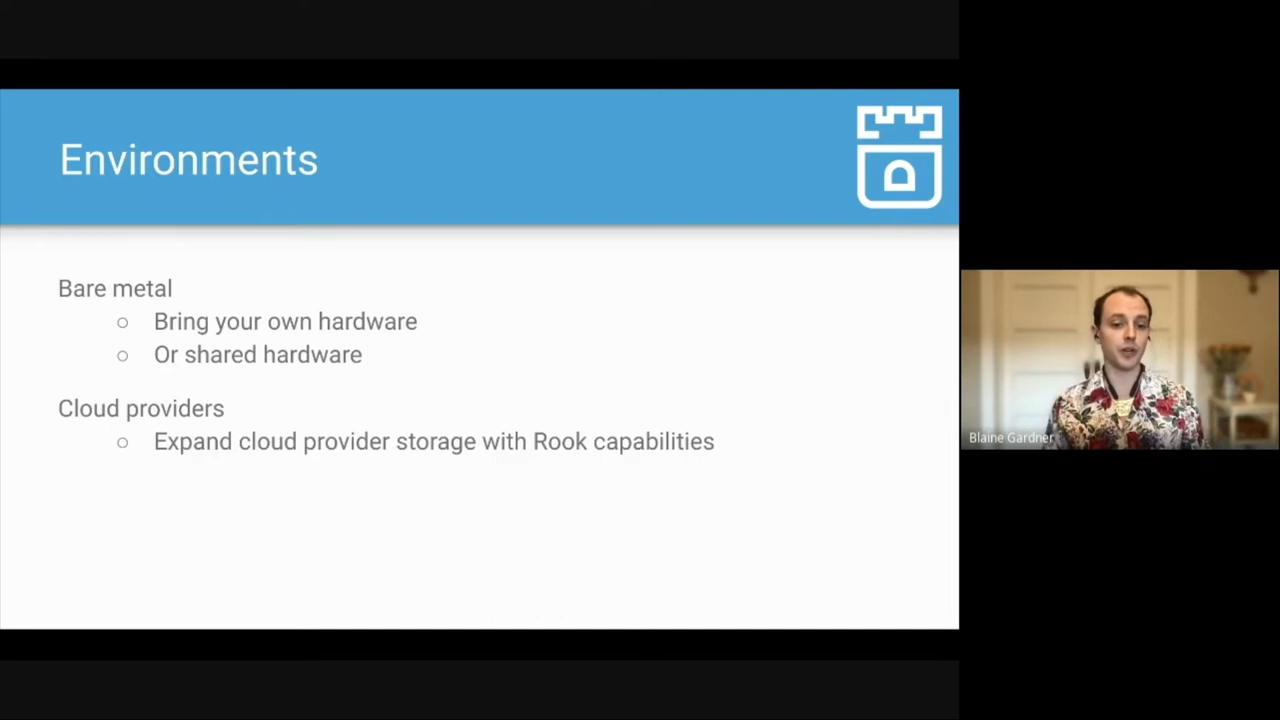 Environments
Bare metal
○ Bring your own hardware
○ Or shared hardware
Cloud providers
○ Expand cloud provider storage with Rook capabilities
Blaine Gardner